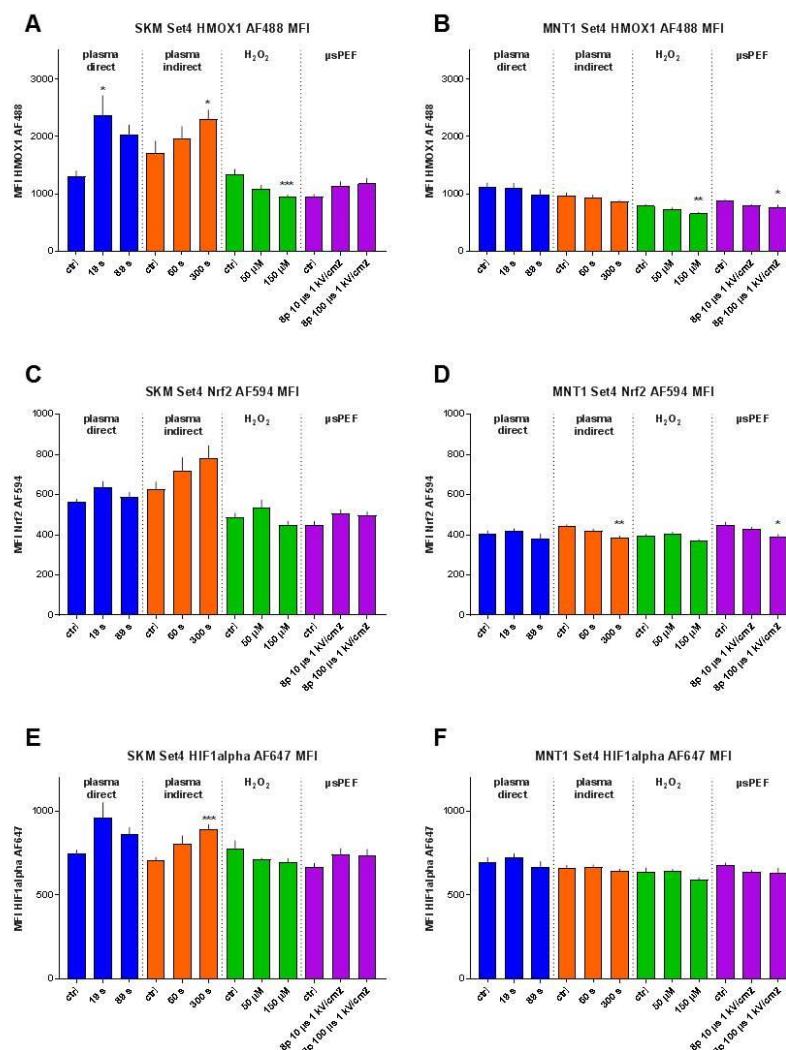 A
SKM Set4 HMOX1 AF488 MFI
plasma direct
plasma indirect
H₂O₂
µsPEF
MFI HMOX1 AF488
3000
2000
1000
0
*
*
***
ctrl 18 s 88 s ctrl 60 s 300 s ctrl 50 µM 150 µM ctrl 8p 10 µs 1 kV/cm2 8p 100 µs 1 kV/cm2
B
MNT1 Set4 HMOX1 AF488 MFI
plasma direct
plasma indirect
H₂O₂
µsPEF
MFI HMOX1 AF488
3000
2000
1000
0
**
*
ctrl 18 s 88 s ctrl 60 s 300 s ctrl 50 µM 150 µM ctrl 8p 10 µs 1 kV/cm2 8p 100 µs 1 kV/cm2
C
SKM Set4 Nrf2 AF594 MFI
plasma direct
plasma indirect
H₂O₂
µsPEF
MFI Nrf2 AF594
1000
800
600
400
200
0
ctrl 18 s 88 s ctrl 60 s 300 s ctrl 50 µM 150 µM ctrl 8p 10 µs 1 kV/cm2 8p 100 µs 1 kV/cm2
D
MNT1 Set4 Nrf2 AF594 MFI
plasma direct
plasma indirect
H₂O₂
µsPEF
MFI Nrf2 AF594
1000
800
600
400
200
0
**
*
ctrl 18 s 88 s ctrl 60 s 300 s ctrl 50 µM 150 µM ctrl 8p 10 µs 1 kV/cm2 8p 100 µs 1 kV/cm2
E
SKM Set4 HIF1alpha AF647 MFI
plasma direct
plasma indirect
H₂O₂
µsPEF
MFI HIF1alpha AF647
1000
500
0
***
ctrl 18 s 88 s ctrl 60 s 300 s ctrl 50 µM 150 µM ctrl 8p 10 µs 1 kV/cm2 8p 100 µs 1 kV/cm2
F
MNT1 Set4 HIF1alpha AF647 MFI
plasma direct
plasma indirect
H₂O₂
µsPEF
MFI HIF1alpha AF647
1000
500
0
ctrl 18 s 88 s ctrl 60 s 300 s ctrl 50 µM 150 µM ctrl 8p 10 µs 1 kV/cm2 8p 100 µs 1 kV/cm2